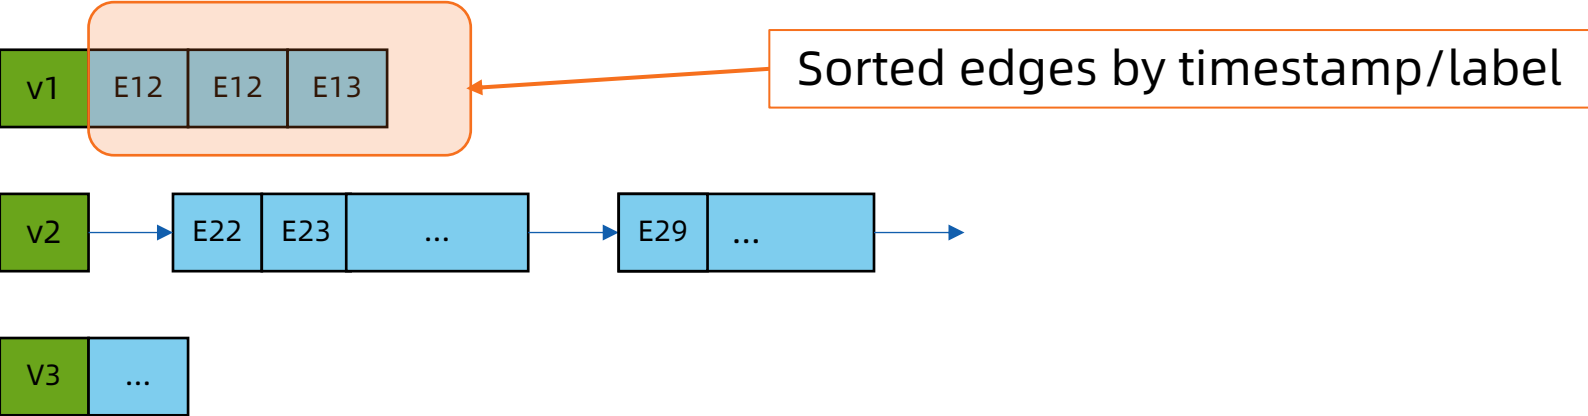 v1 E12 E12 E13 Sorted edges by timestamp/label
v2 E22 E23 ... E29 ...
V3 ...